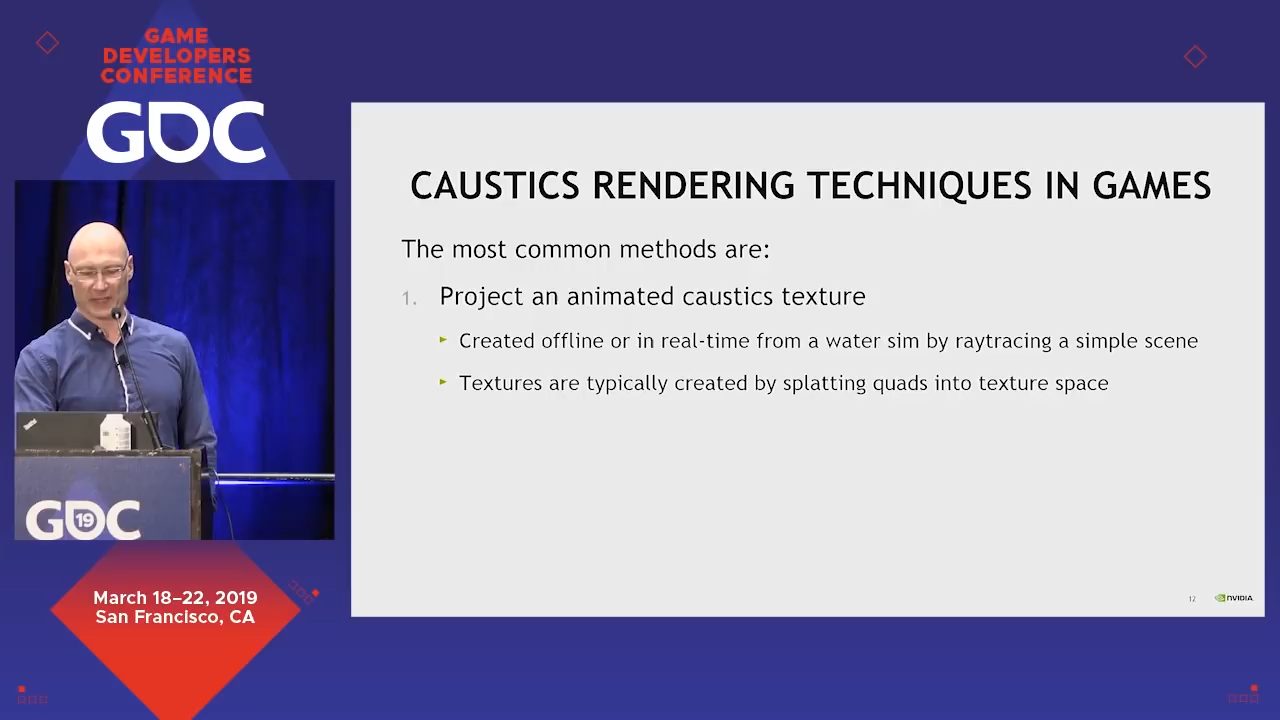 GAME
DEVELOPERS
CONFERENCE
GDC
CAUSTICS RENDERING TECHNIQUES IN GAMES
The most common methods are:
1. Project an animated caustics texture
Created offline or in real-time from a water sim by raytracing a simple scene
Textures are typically created by splatting quads into texture space
12 NVIDIA.
GDC 19
March 18–22, 2019
San Francisco, CA